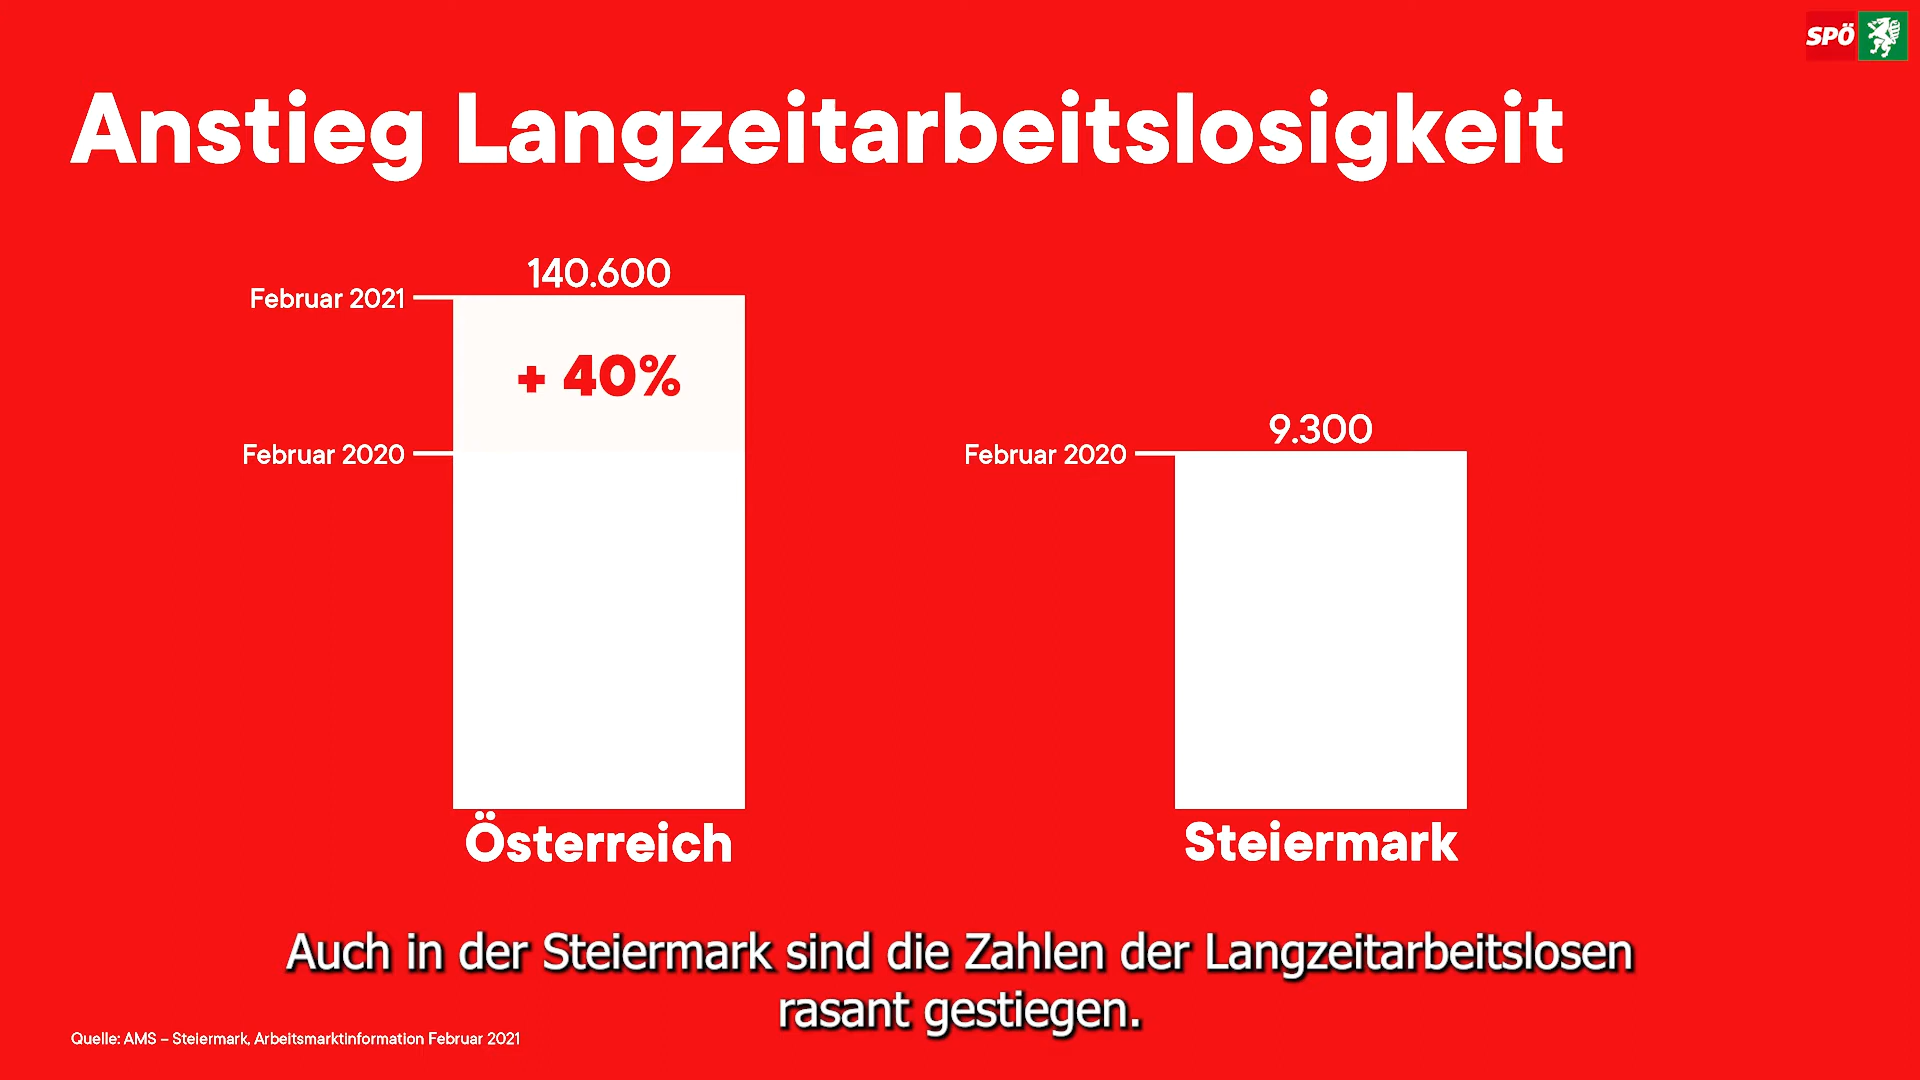 SPÖ
Anstieg Langzeitarbeitslosigkeit
140.600
Februar 2021
+ 40%
Februar 2020
9.300
Februar 2020
Österreich
Steiermark
Auch in der Steiermark sind die Zahlen der Langzeitarbeitslosen
rasant gestiegen.
Quelle: AMS – Steiermark, Arbeitsmarktinformation Februar 2021